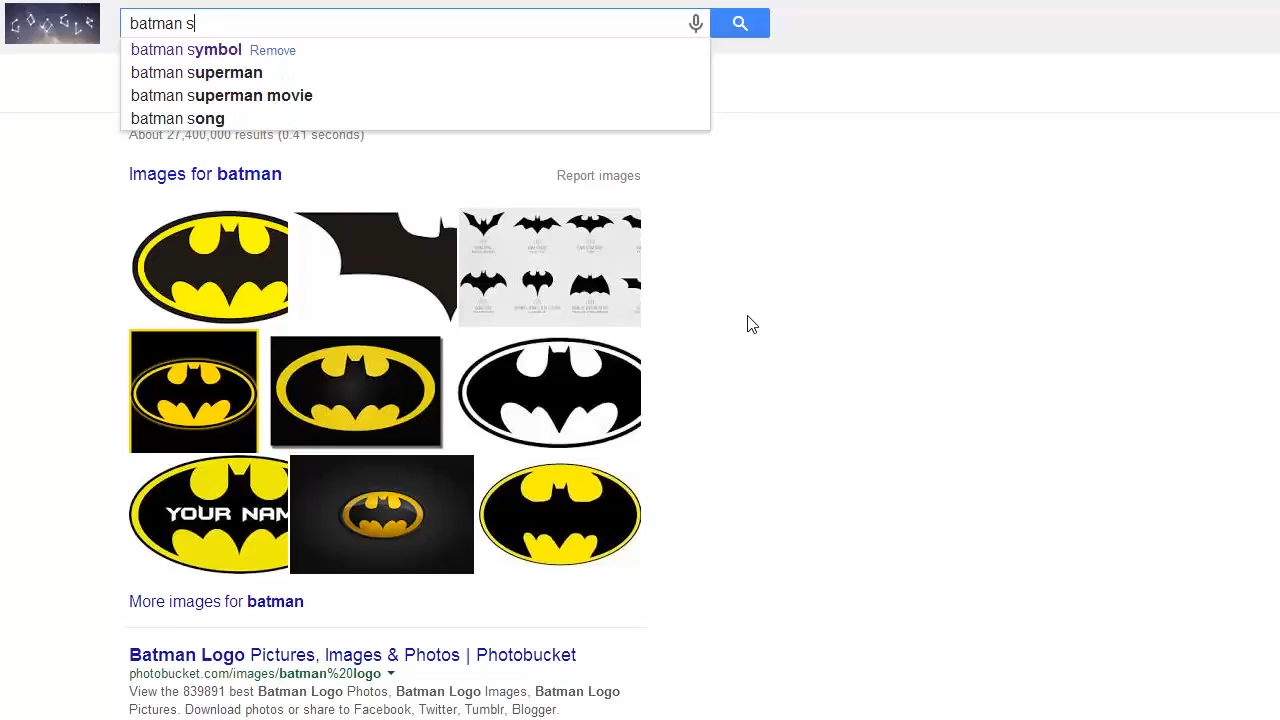 GOOGLE
batman s
batman symbol Remove
batman superman
batman superman movie
batman song
About 27,400,000 results (0.41 seconds)
Images for batman Report images
YOUR NAM
More images for batman
Batman Logo Pictures, Images & Photos | Photobucket
photobucket.com/images/batman%20logo
View the 839891 best Batman Logo Photos, Batman Logo Images, Batman Logo
Pictures. Download photos or share to Facebook, Twitter, Tumblr, Blogger.